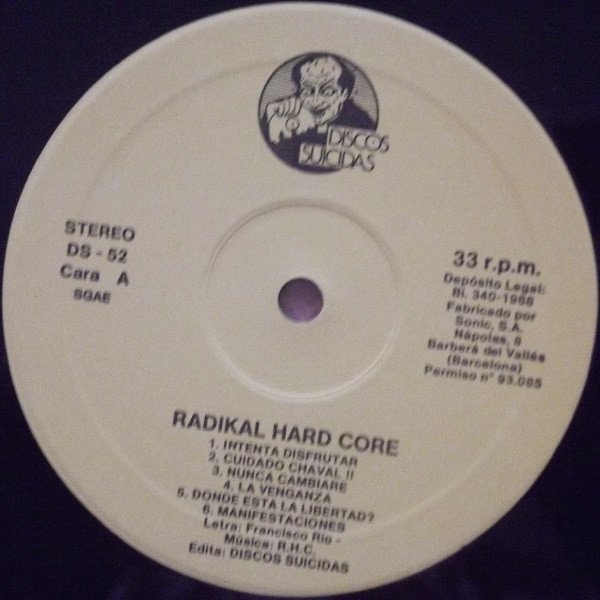 DISCOS
SUICIDAS
STEREO
DS - 52
Cara A
SGAE
33 r.p.m.
Depósito Legal:
BI. 340-1988
Fabricado por
Sonic, S.A.
Nápoles, 8
Barberá del Vallés
(Barcelona)
Permiso nº 93.085
RADIKAL HARD CORE
1. INTENTA DISFRUTAR
2. CUIDADO CHAVAL !!
3. NUNCA CAMBIARE
4. LA VENGANZA
5. DONDE ESTA LA LIBERTAD?
6. MANIFESTACIONES
Letra: Francisco Rio -
Música: R.H.C.
Edita: DISCOS SUICIDAS